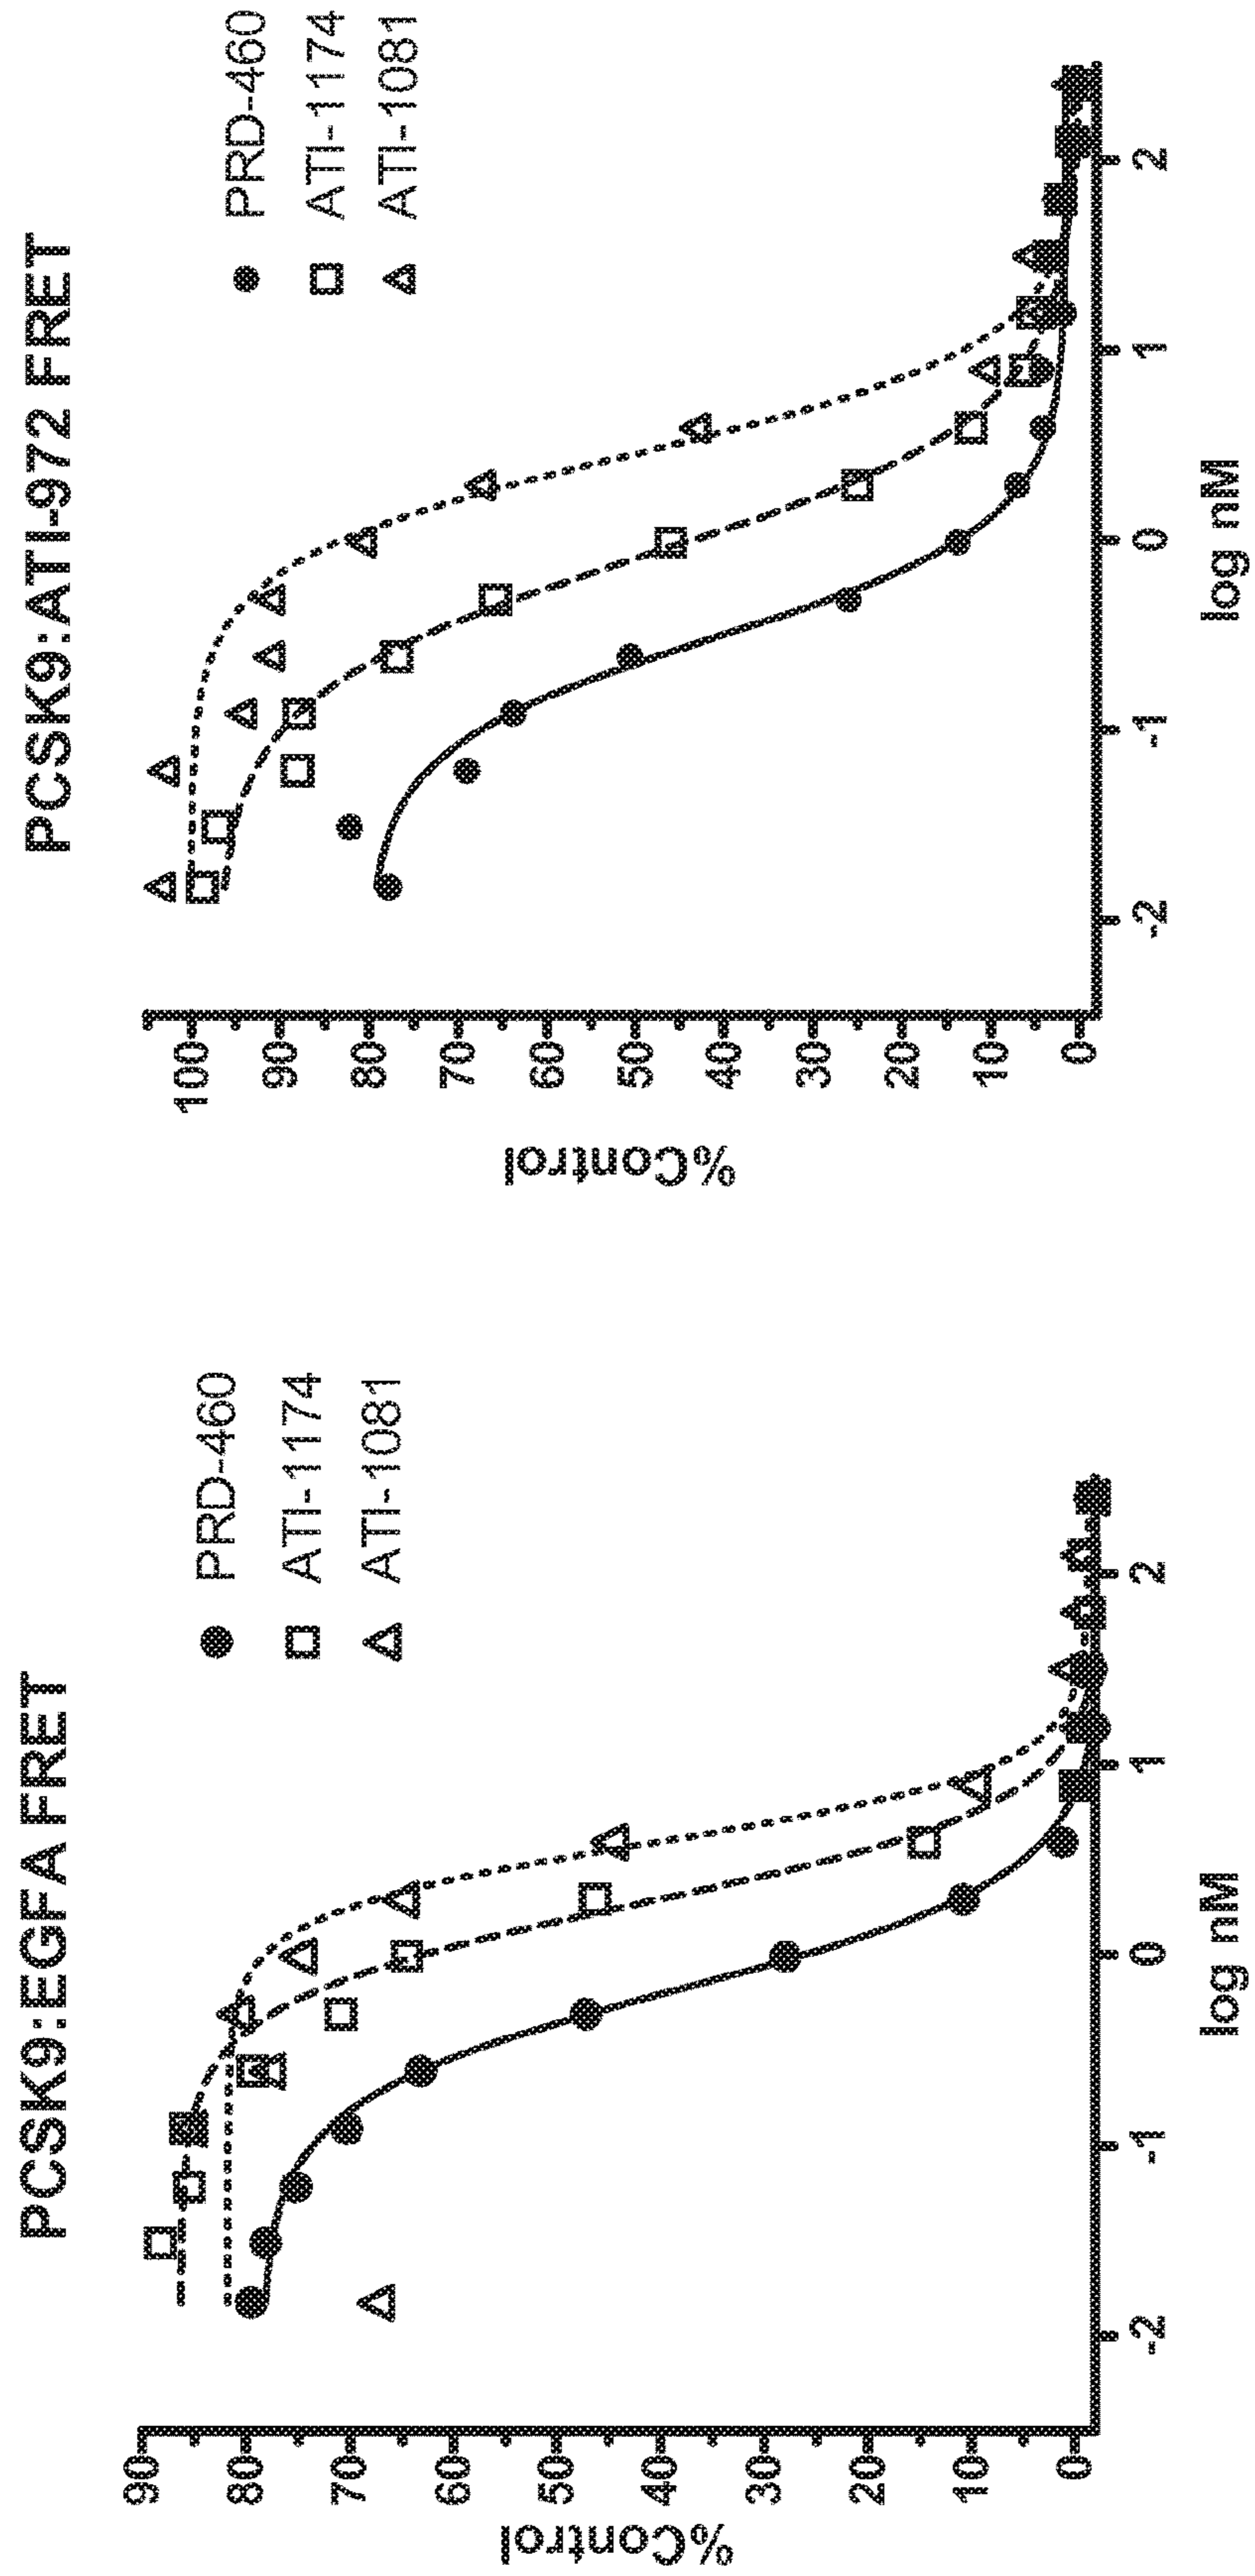 PCSK9:EGFA FRET
PRD-460
ATI-1174
ATI-1081
%Control
90
80
70
60
50
40
30
20
10
0
-2
-1
0
1
2
log nM
PCSK9:ATI-972 FRET
PRD-460
ATI-1174
ATI-1081
%Control
100
90
80
70
60
50
40
30
20
10
0
-2
-1
0
1
2
log nM